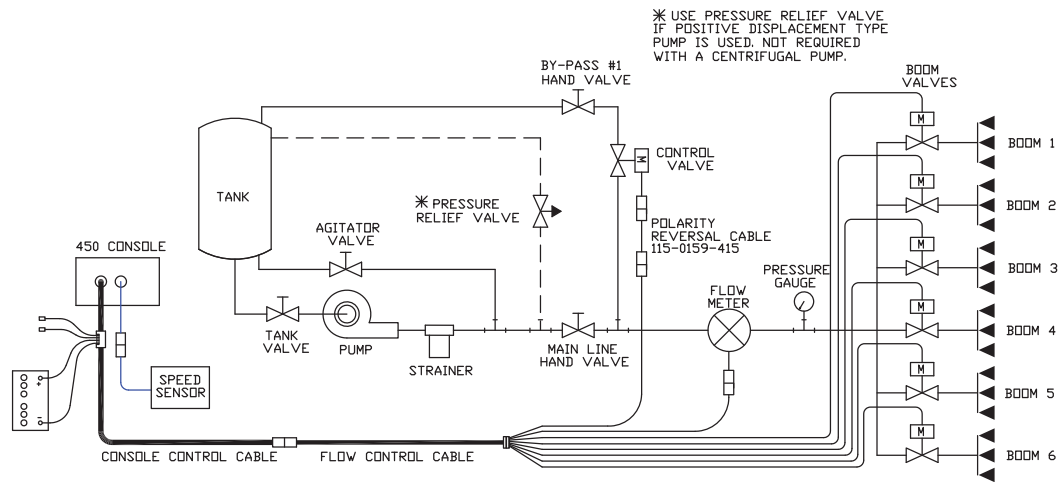 ✳ USE PRESSURE RELIEF VALVE
IF POSITIVE DISPLACEMENT TYPE
PUMP IS USED. NOT REQUIRED
WITH A CENTRIFUGAL PUMP.
BY-PASS #1
HAND VALVE
BOOM
VALVES
M
BOOM 1
M
CONTROL
VALVE
TANK
M
BOOM 2
✳ PRESSURE
RELIEF VALVE
POLARITY
REVERSAL CABLE
115-0159-415
AGITATOR
VALVE
450 CONSOLE
M
BOOM 3
PRESSURE
GAUGE
FLOW
METER
M
BOOM 4
TANK
VALVE
PUMP
MAIN LINE
HAND VALVE
STRAINER
SPEED
SENSOR
+
-
M
BOOM 5
M
BOOM 6
CONSOLE CONTROL CABLE
FLOW CONTROL CABLE